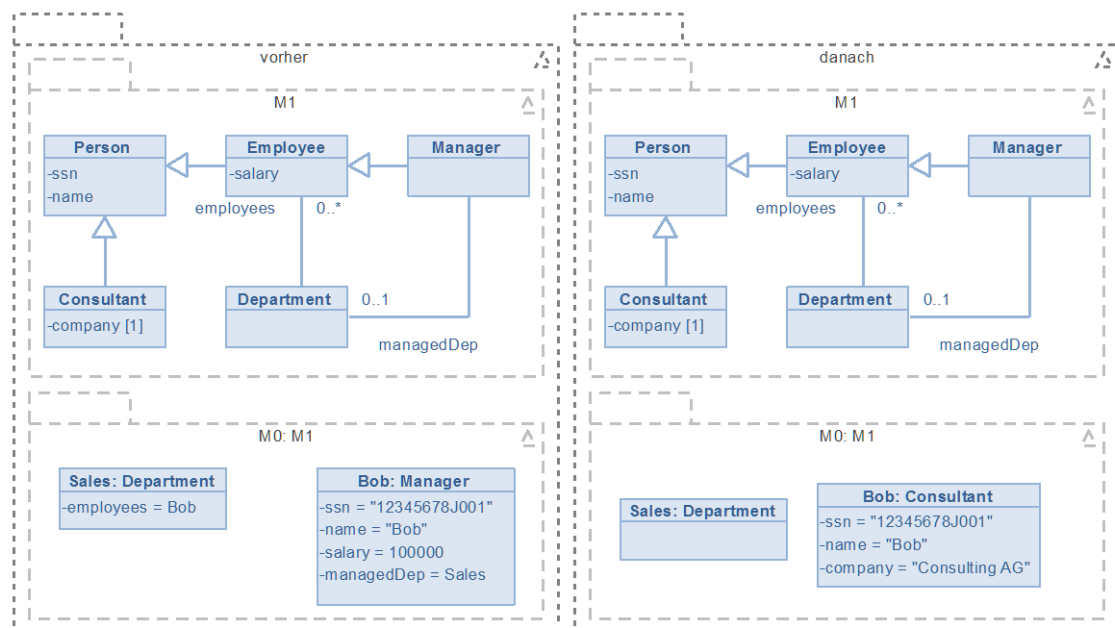 vorher
M1
Person
-ssn
-name
Employee
-salary
Manager
employees 0..*
Consultant
-company [1]
Department
0..1
managedDep
M0: M1
Sales: Department
-employees = Bob
Bob: Manager
-ssn = "12345678J001"
-name = "Bob"
-salary = 100000
-managedDep = Sales
danach
M1
Person
-ssn
-name
Employee
-salary
Manager
employees 0..*
Consultant
-company [1]
Department
0..1
managedDep
M0: M1
Sales: Department
Bob: Consultant
-ssn = "12345678J001"
-name = "Bob"
-company = "Consulting AG"